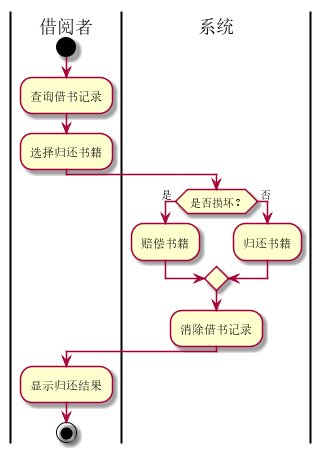 借阅者
系统
查询借书记录
选择归还书籍
是
是否损坏?
否
赔偿书籍
归还书籍
消除借书记录
显示归还结果